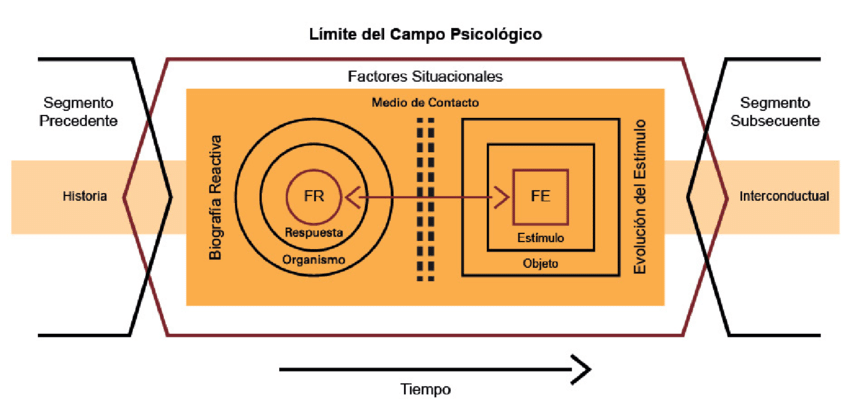 Límite del Campo Psicológico
Factores Situacionales
Segmento
Precedente
Medio de Contacto
Segmento
Subsecuente
Biografía Reactiva
Evolución del Estímulo
Historia
FR
FE
Interconductual
Respuesta
Estímulo
Organismo
Objeto
Tiempo